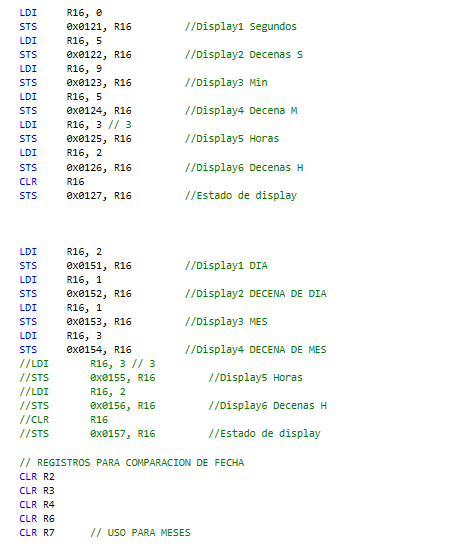 LDI R16, 0
STS 0x0121, R16 //Display1 Segundos
LDI R16, 5
STS 0x0122, R16 //Display2 Decenas S
LDI R16, 9
STS 0x0123, R16 //Display3 Min
LDI R16, 5
STS 0x0124, R16 //Display4 Decena M
LDI R16, 3 // 3
STS 0x0125, R16 //Display5 Horas
LDI R16, 2
STS 0x0126, R16 //Display6 Decenas H
CLR R16
STS 0x0127, R16 //Estado de display
LDI R16, 2
STS 0x0151, R16 //Display1 DIA
LDI R16, 1
STS 0x0152, R16 //Display2 DECENA DE DIA
LDI R16, 1
STS 0x0153, R16 //Display3 MES
LDI R16, 3
STS 0x0154, R16 //Display4 DECENA DE MES
//LDI R16, 3 // 3
//STS 0x0155, R16 //Display5 Horas
//LDI R16, 2
//STS 0x0156, R16 //Display6 Decenas H
//CLR R16
//STS 0x0157, R16 //Estado de display
// REGISTROS PARA COMPARACION DE FECHA
CLR R2
CLR R3
CLR R4
CLR R6
CLR R7 // USO PARA MESES